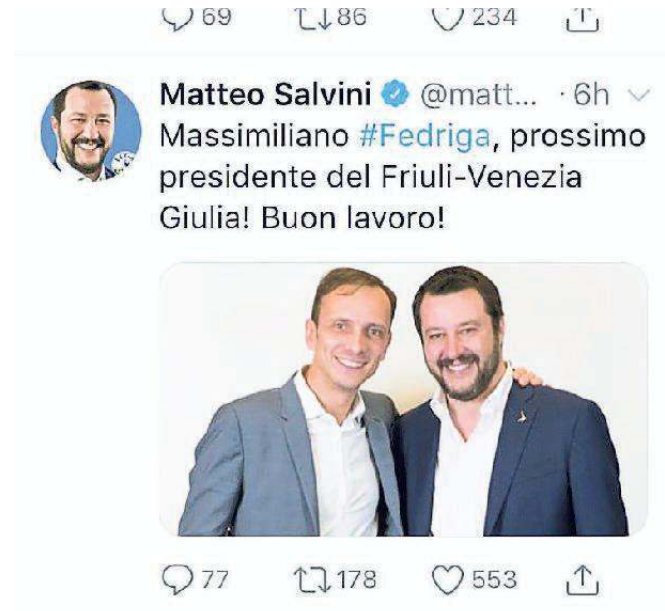 69 86 234
Matteo Salvini @matt... · 6h
Massimiliano #Fedriga, prossimo
presidente del Friuli-Venezia
Giulia! Buon lavoro!
77 178 553